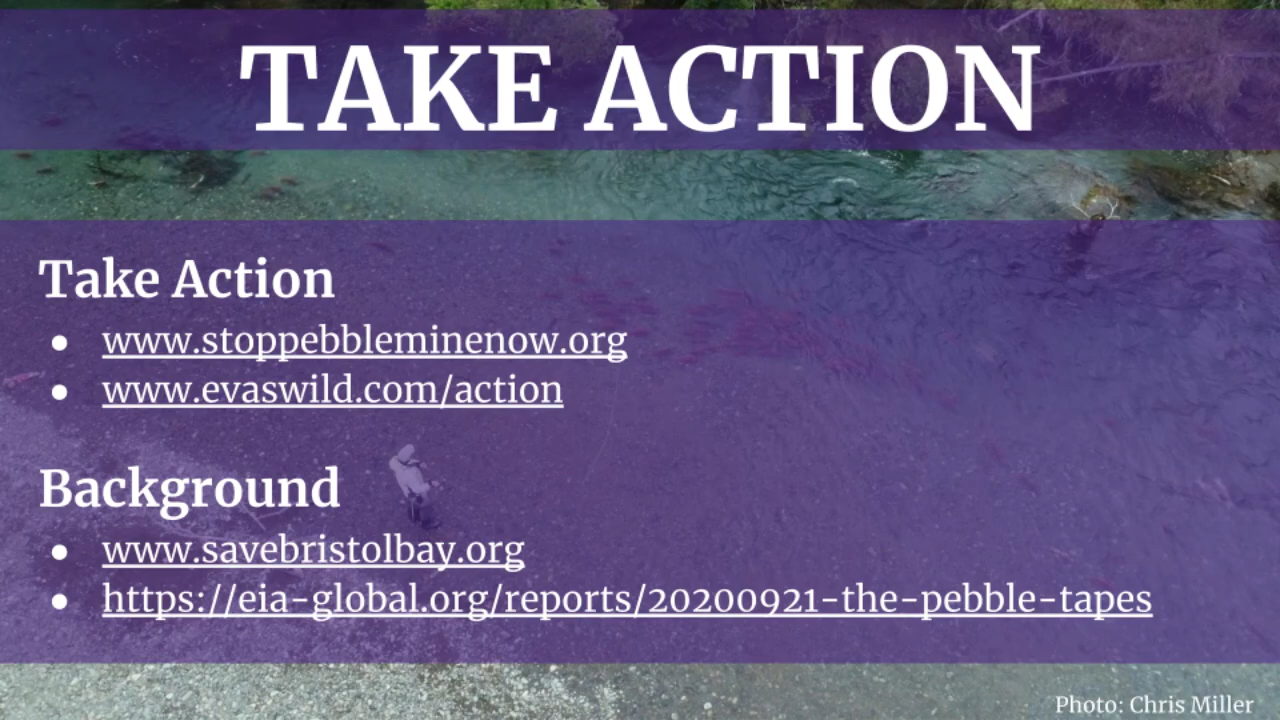 TAKE ACTION
Take Action
● www.stoppebbleminenow.org
● www.evaswild.com/action
Background
● www.savebristolbay.org
● https://eia-global.org/reports/20200921-the-pebble-tapes
Photo: Chris Miller